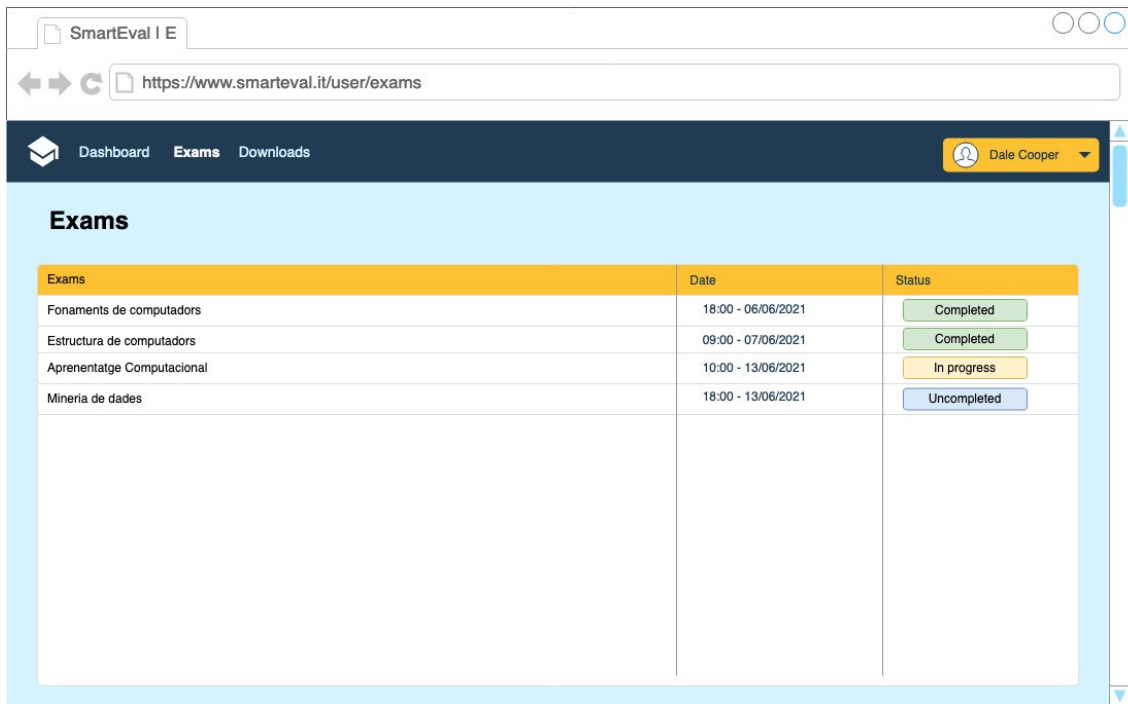 SmartEval | E
https://www.smarteval.it/user/exams
Dashboard Exams Downloads Dale Cooper
Exams
Exams Date Status
Fonaments de computadors 18:00 - 06/06/2021 Completed
Estructura de computadors 09:00 - 07/06/2021 Completed
Aprenentatge Computacional 10:00 - 13/06/2021 In progress
Mineria de dades 18:00 - 13/06/2021 Uncompleted